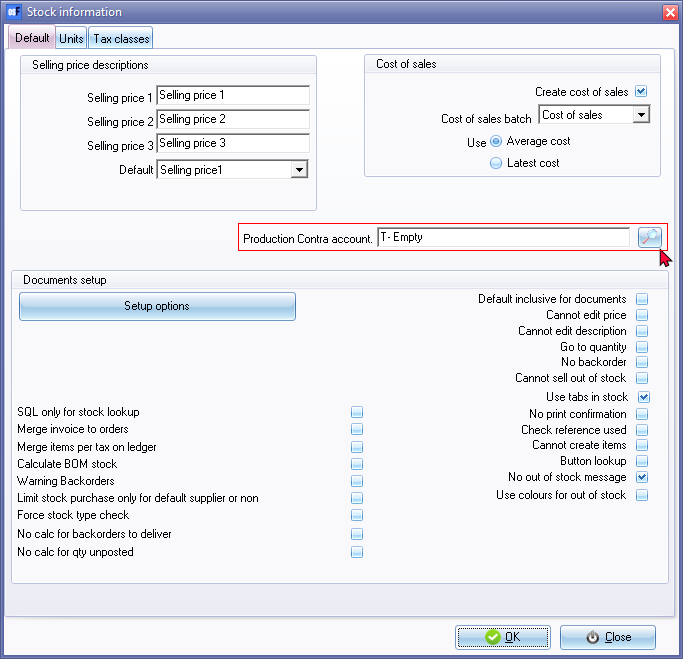 Stock information
Default Units Tax classes
Selling price descriptions
Selling price 1 Selling price 1
Selling price 2 Selling price 2
Selling price 3 Selling price 3
Default Selling price1
Cost of sales
Create cost of sales
Cost of sales batch Cost of sales
Use Average cost
Latest cost
Production Contra account. T- Empty
Documents setup
Setup options
SQL only for stock lookup
Merge invoice to orders
Merge items per tax on ledger
Calculate BOM stock
Warning Backorders
Limit stock purchase only for default supplier or non
Force stock type check
No calc for backorders to deliver
No calc for qty unposted
Default inclusive for documents
Cannot edit price
Cannot edit description
Go to quantity
No backorder
Cannot sell out of stock
Use tabs in stock
No print confirmation
Check reference used
Cannot create items
Button lookup
No out of stock message
Use colours for out of stock
OK Close